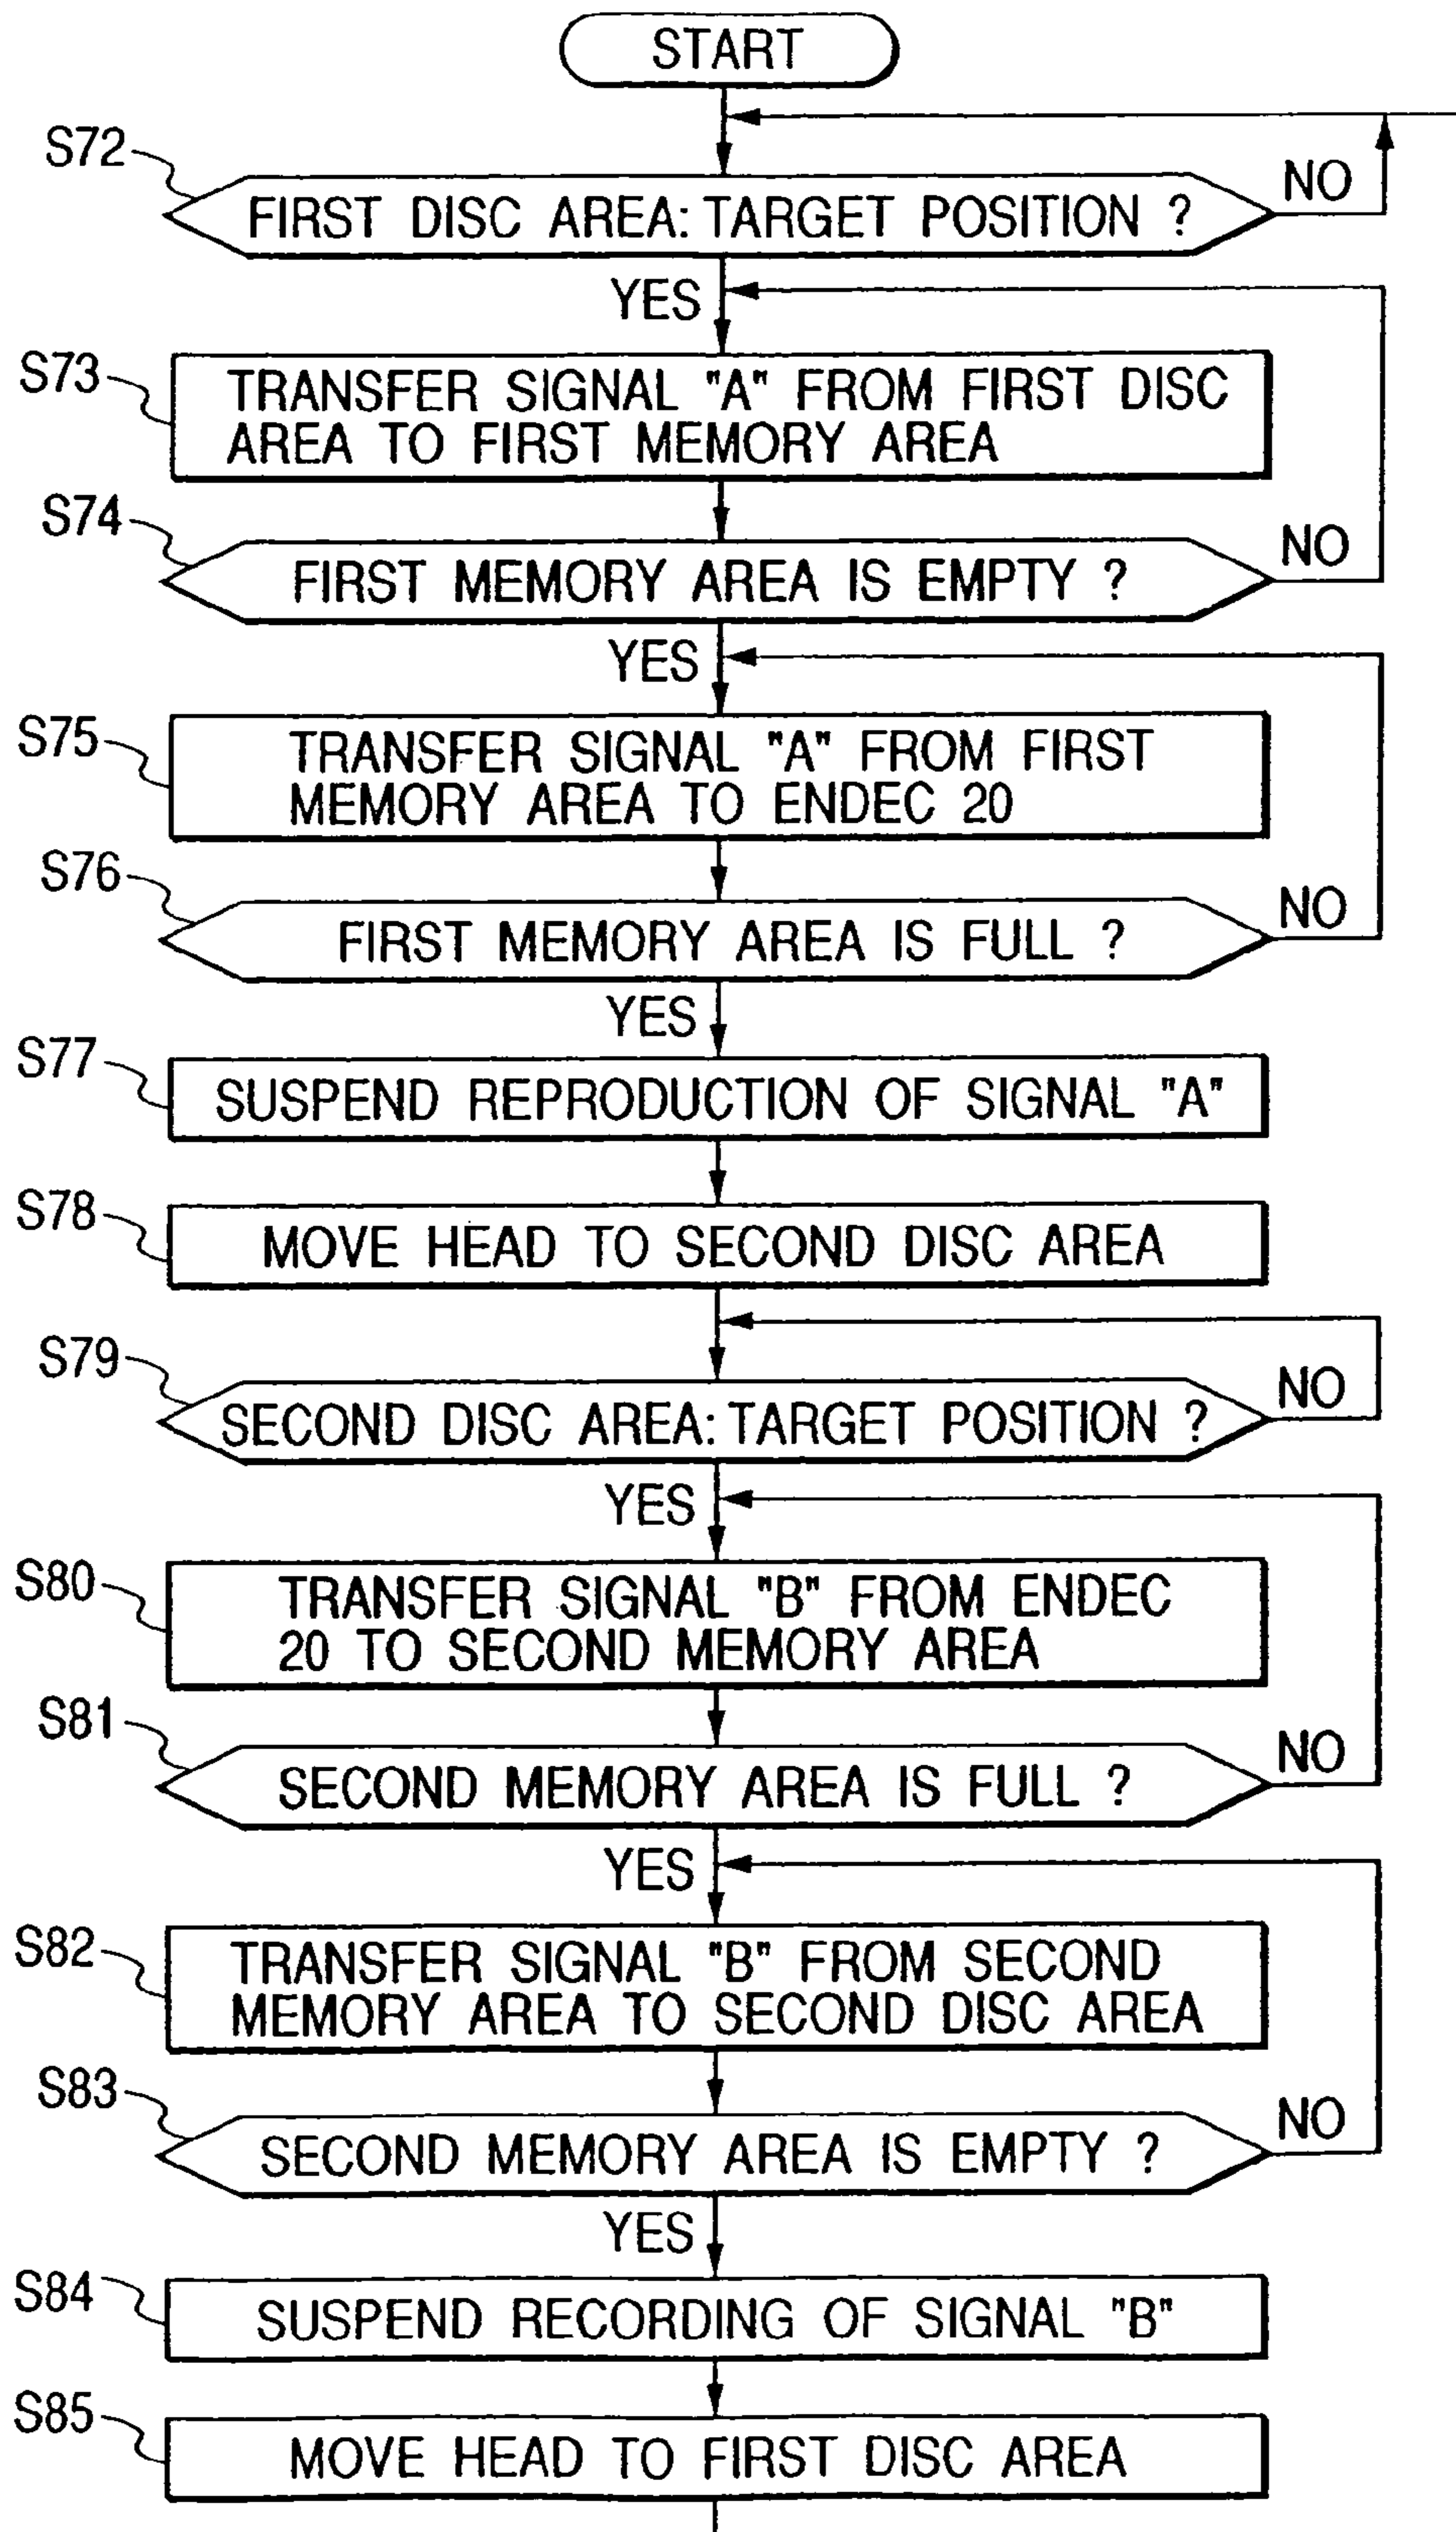 START
S72
FIRST DISC AREA: TARGET POSITION ?
NO
YES
S73
TRANSFER SIGNAL "A" FROM FIRST DISC
AREA TO FIRST MEMORY AREA
S74
FIRST MEMORY AREA IS EMPTY ?
NO
YES
S75
TRANSFER SIGNAL "A" FROM FIRST
MEMORY AREA TO ENDEC 20
S76
FIRST MEMORY AREA IS FULL ?
NO
YES
S77
SUSPEND REPRODUCTION OF SIGNAL "A"
S78
MOVE HEAD TO SECOND DISC AREA
S79
SECOND DISC AREA: TARGET POSITION ?
NO
YES
S80
TRANSFER SIGNAL "B" FROM ENDEC
20 TO SECOND MEMORY AREA
S81
SECOND MEMORY AREA IS FULL ?
NO
YES
S82
TRANSFER SIGNAL "B" FROM SECOND
MEMORY AREA TO SECOND DISC AREA
S83
SECOND MEMORY AREA IS EMPTY ?
NO
YES
S84
SUSPEND RECORDING OF SIGNAL "B"
S85
MOVE HEAD TO FIRST DISC AREA